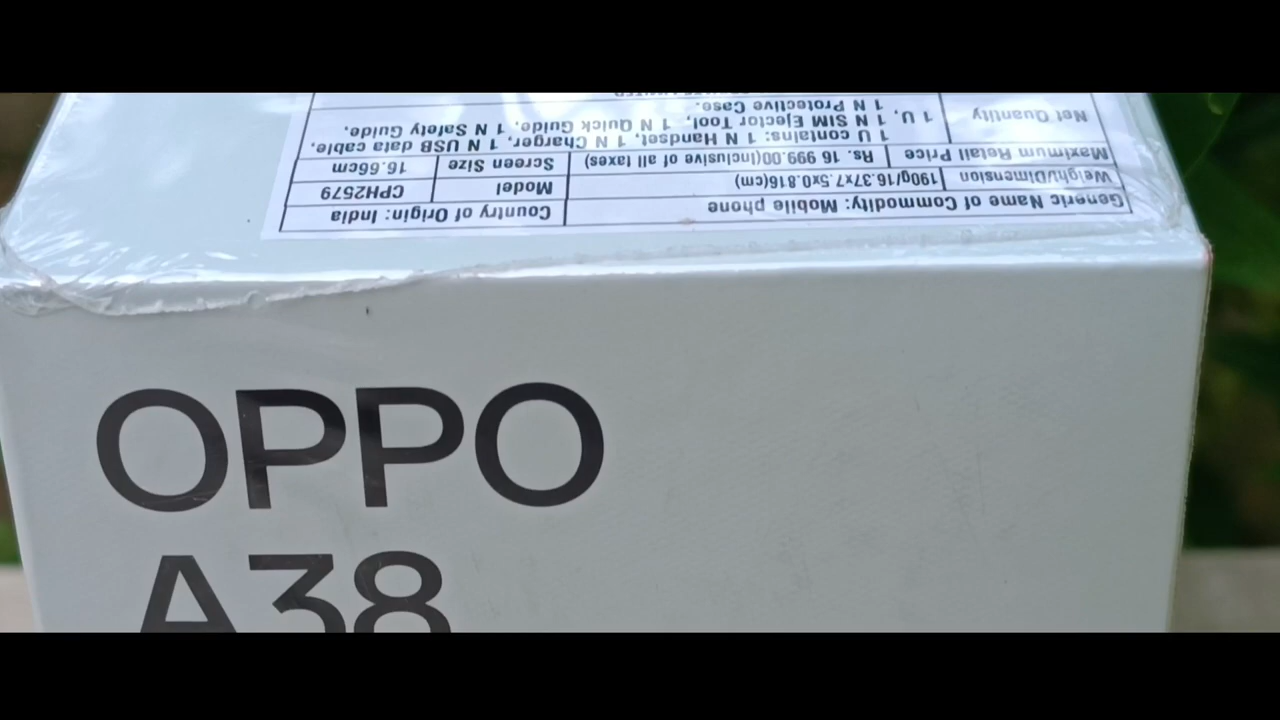 Generic Name of Commodity: Mobile phone Country of Origin: India
Weight/Dimension 190g/16.37x7.5x0.816(cm) Model CPH2579
Maximum Retail Price Rs. 16 999.00(Inclusive of all taxes) Screen Size 16.66cm
Net Quantity 1 U, 1 U contains: 1 N Handset, 1 N Charger, 1 N USB data cable,
1 N SIM Ejector Tool, 1 N Quick Guide, 1 N Safety Guide,
1 N Protective Case.
OPPO
A38